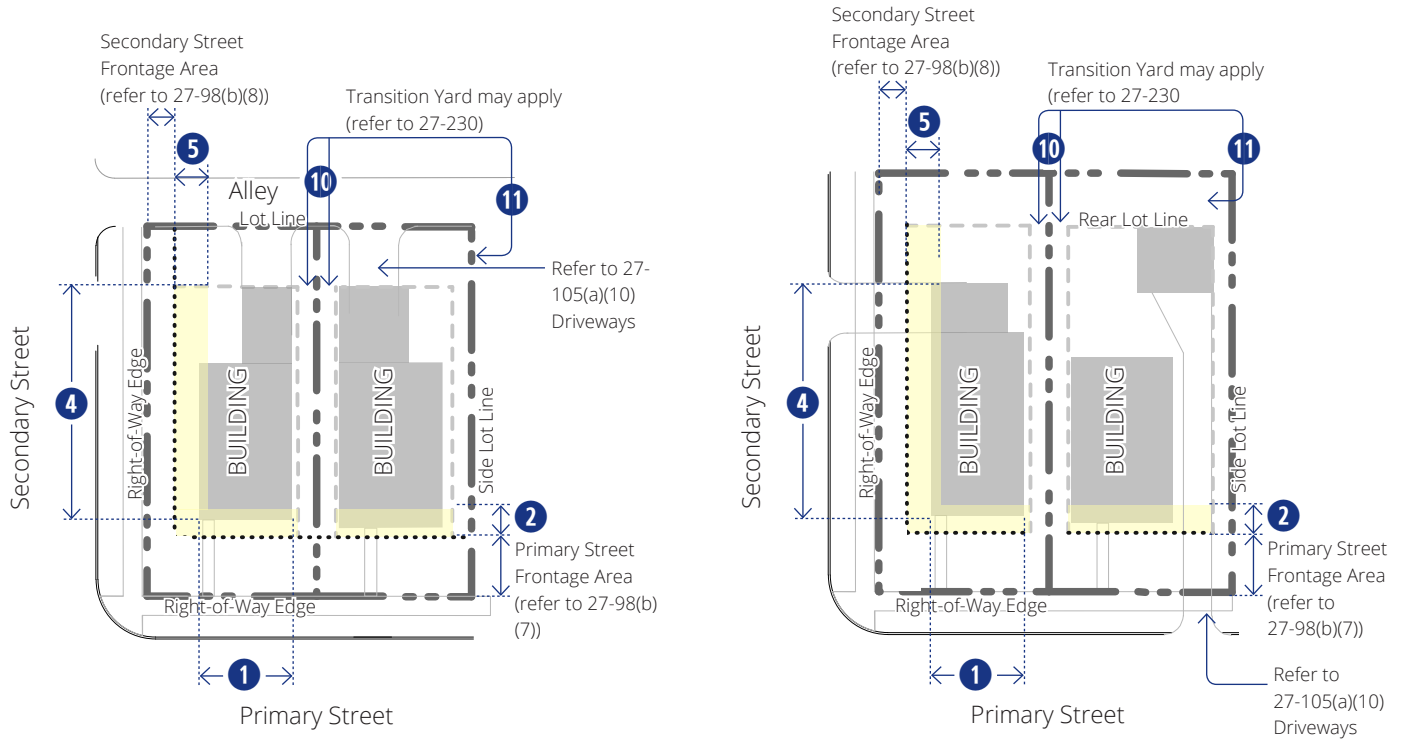 Secondary Street
Frontage Area
(refer to 27-98(b)(8))
Transition Yard may apply
(refer to 27-230)
5
10
11
Alley
Lot Line
Refer to 27-
105(a)(10)
Driveways
Secondary Street
4
Right-of-Way Edge
BUILDING
BUILDING
Side Lot Line
2
Primary Street
Frontage Area
(refer to 27-98(b)
(7))
Right-of-Way Edge
1
Primary Street
Secondary Street
Frontage Area
(refer to 27-98(b)(8))
Transition Yard may apply
(refer to 27-230
5
10
11
Rear Lot Line
Secondary Street
4
Right-of-Way Edge
BUILDING
BUILDING
Side Lot Line
2
Primary Street
Frontage Area
(refer to
27-98(b)(7))
Right-of-Way Edge
1
Refer to
27-105(a)(10)
Driveways
Primary Street